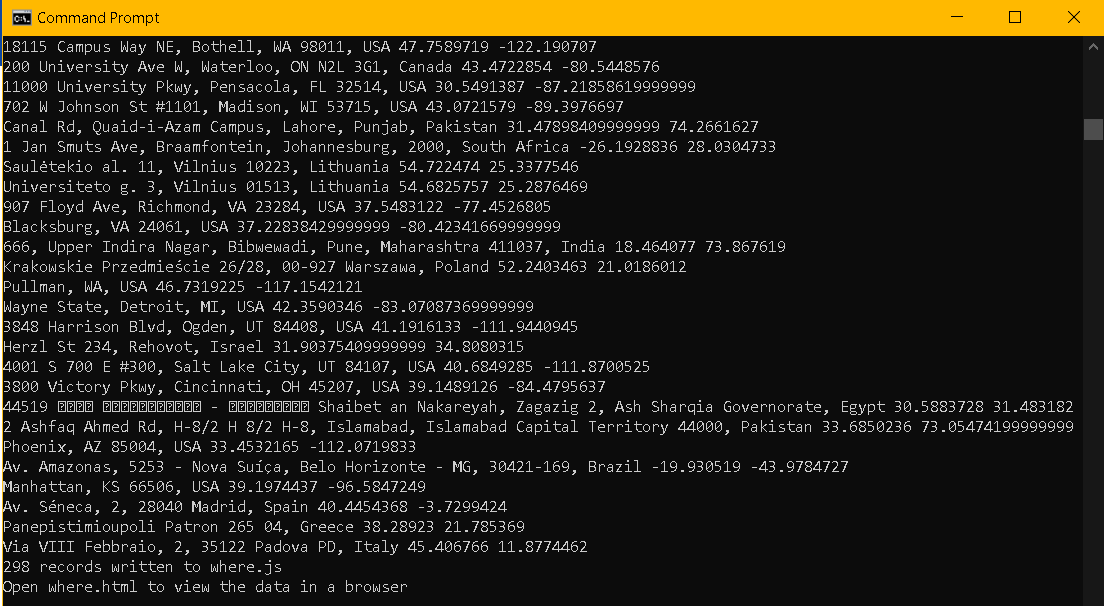 Command Prompt
18115 Campus Way NE, Bothell, WA 98011, USA 47.7589719 -122.190707
200 University Ave W, Waterloo, ON N2L 3G1, Canada 43.4722854 -80.5448576
11000 University Pkwy, Pensacola, FL 32514, USA 30.5491387 -87.21858619999999
702 W Johnson St #1101, Madison, WI 53715, USA 43.0721579 -89.3976697
Canal Rd, Quaid-i-Azam Campus, Lahore, Punjab, Pakistan 31.47898409999999 74.2661627
1 Jan Smuts Ave, Braamfontein, Johannesburg, 2000, South Africa -26.1928836 28.0304733
Saulėtekio al. 11, Vilnius 10223, Lithuania 54.722474 25.3377546
Universiteto g. 3, Vilnius 01513, Lithuania 54.6825757 25.2876469
907 Floyd Ave, Richmond, VA 23284, USA 37.5483122 -77.4526805
Blacksburg, VA 24061, USA 37.22838429999999 -80.42341669999999
666, Upper Indira Nagar, Bibwewadi, Pune, Maharashtra 411037, India 18.464077 73.867619
Krakowskie Przedmieście 26/28, 00-927 Warszawa, Poland 52.2403463 21.0186012
Pullman, WA, USA 46.7319225 -117.1542121
Wayne State, Detroit, MI, USA 42.3590346 -83.07087369999999
3848 Harrison Blvd, Ogden, UT 84408, USA 41.1916133 -111.9440945
Herzl St 234, Rehovot, Israel 31.90375409999999 34.8080315
4001 S 700 E #300, Salt Lake City, UT 84107, USA 40.6849285 -111.8700525
3800 Victory Pkwy, Cincinnati, OH 45207, USA 39.1489126 -84.4795637
44519 - Shaibet an Nakareyah, Zagazig 2, Ash Sharqia Governorate, Egypt 30.5883728 31.483182
2 Ashfaq Ahmed Rd, H-8/2 H 8/2 H-8, Islamabad, Islamabad Capital Territory 44000, Pakistan 33.6850236 73.05474199999999
Phoenix, AZ 85004, USA 33.4532165 -112.0719833
Av. Amazonas, 5253 - Nova Suíça, Belo Horizonte - MG, 30421-169, Brazil -19.930519 -43.9784727
Manhattan, KS 66506, USA 39.1974437 -96.5847249
Av. Séneca, 2, 28040 Madrid, Spain 40.4454368 -3.7299424
Panepistimioupoli Patron 265 04, Greece 38.28923 21.785369
Via VIII Febbraio, 2, 35122 Padova PD, Italy 45.406766 11.8774462
298 records written to where.js
Open where.html to view the data in a browser